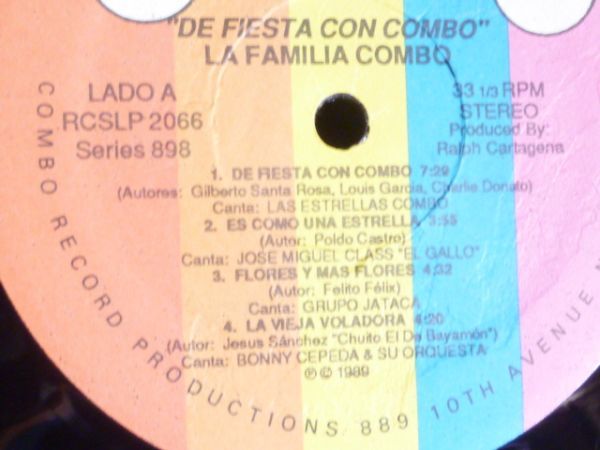 "DE FIESTA CON COMBO"
LA FAMILIA COMBO
LADO A
RCSLP 2066
Series 898
33 1/3 RPM
STEREO
Produced By:
Ralph Cartagena
1. DE FIESTA CON COMBO 7:29
(Autores: Gilberto Santa Rosa, Louis Garcia, Charlie Donato)
Canta: LAS ESTRELLAS COMBO
2. ES COMO UNA ESTRELLA 3:55
(Autor: Poldo Castro)
Canta: JOSE MIGUEL CLASS "EL GALLO"
3. FLORES Y MAS FLORES 4:32
(Autor: Felito Félix)
Canta: GRUPO JATACA
4. LA VIEJA VOLADORA 4:20
(Autor: Jesus Sánchez "Chuito El De Bayamón")
Canta: BONNY CEPEDA & SU ORQUESTA
℗ © 1989
COMBO RECORD PRODUCTIONS 889 10TH AVENUE N